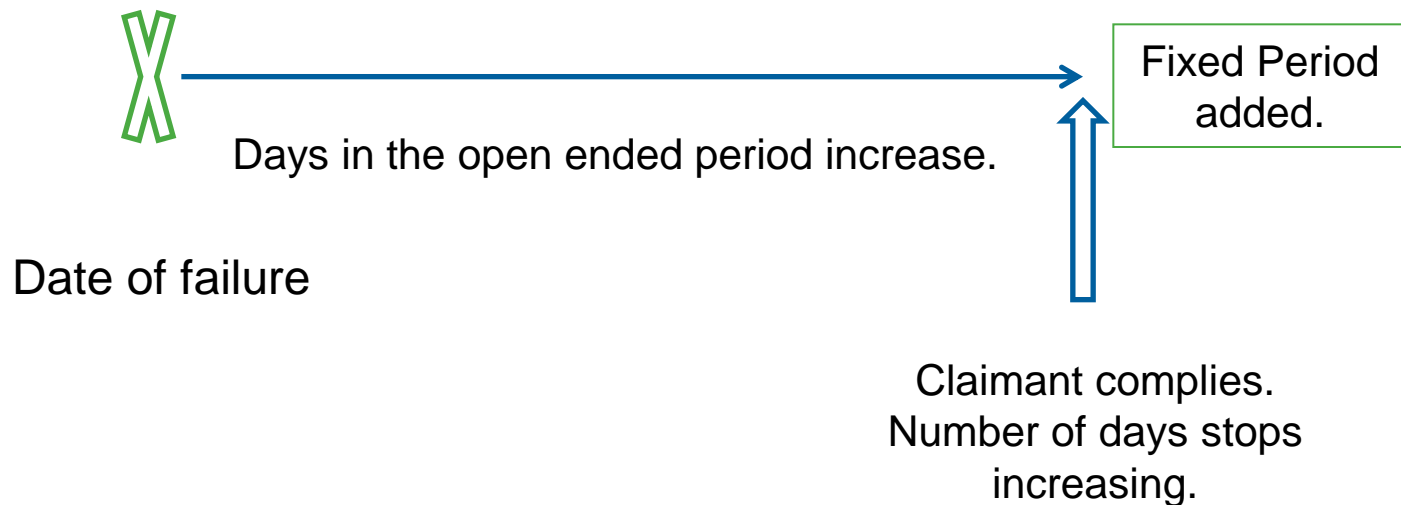 Fixed Period
added.
Days in the open ended period increase.
Date of failure
Claimant complies.
Number of days stops
increasing.